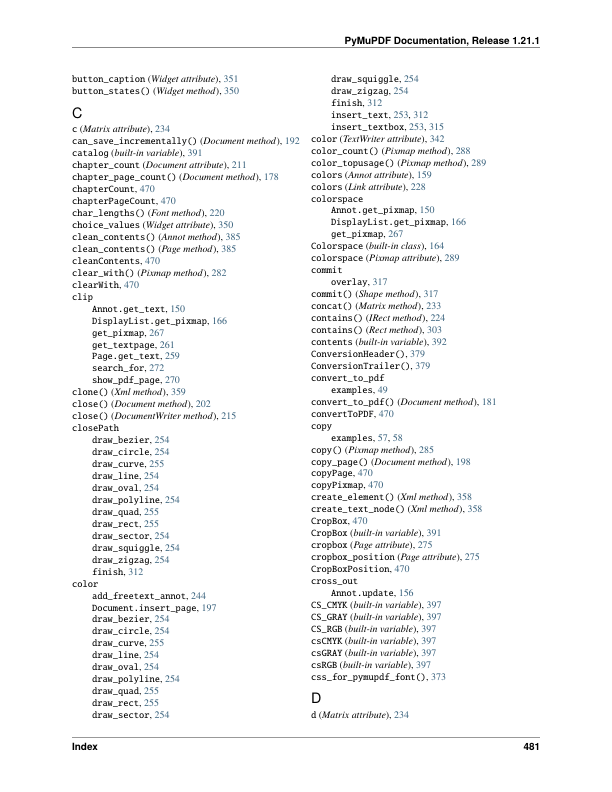 PyMuPDF Documentation, Release 1.21.1
button_caption (Widget attribute), 351
button_states() (Widget method), 350
C
c (Matrix attribute), 234
can_save_incrementally() (Document method), 192
catalog (built-in variable), 391
chapter_count (Document attribute), 211
chapter_page_count() (Document method), 178
chapterCount, 470
chapterPageCount, 470
char_lengths() (Font method), 220
choice_values (Widget attribute), 350
clean_contents() (Annot method), 385
clean_contents() (Page method), 385
cleanContents, 470
clear_with() (Pixmap method), 282
clearWith, 470
clip
Annot.get_text, 150
DisplayList.get_pixmap, 166
get_pixmap, 267
get_textpage, 261
Page.get_text, 259
search_for, 272
show_pdf_page, 270
clone() (Xml method), 359
close() (Document method), 202
close() (DocumentWriter method), 215
closePath
draw_bezier, 254
draw_circle, 254
draw_curve, 255
draw_line, 254
draw_oval, 254
draw_polyline, 254
draw_quad, 255
draw_rect, 255
draw_sector, 254
draw_squiggle, 254
draw_zigzag, 254
finish, 312
color
add_freetext_annot, 244
Document.insert_page, 197
draw_bezier, 254
draw_circle, 254
draw_curve, 255
draw_line, 254
draw_oval, 254
draw_polyline, 254
draw_quad, 255
draw_rect, 255
draw_sector, 254
draw_squiggle, 254
draw_zigzag, 254
finish, 312
insert_text, 253, 312
insert_textbox, 253, 315
color (TextWriter attribute), 342
color_count() (Pixmap method), 288
color_topusage() (Pixmap method), 289
colors (Annot attribute), 159
colors (Link attribute), 228
colorspace
Annot.get_pixmap, 150
DisplayList.get_pixmap, 166
get_pixmap, 267
Colorspace (built-in class), 164
colorspace (Pixmap attribute), 289
commit
overlay, 317
commit() (Shape method), 317
concat() (Matrix method), 233
contains() (IRect method), 224
contains() (Rect method), 303
contents (built-in variable), 392
ConversionHeader(), 379
ConversionTrailer(), 379
convert_to_pdf
examples, 49
convert_to_pdf() (Document method), 181
convertToPDF, 470
copy
examples, 57, 58
copy() (Pixmap method), 285
copy_page() (Document method), 198
copyPage, 470
copyPixmap, 470
create_element() (Xml method), 358
create_text_node() (Xml method), 358
CropBox, 470
CropBox (built-in variable), 391
cropbox (Page attribute), 275
cropbox_position (Page attribute), 275
CropBoxPosition, 470
cross_out
Annot.update, 156
CS_CMYK (built-in variable), 397
CS_GRAY (built-in variable), 397
CS_RGB (built-in variable), 397
csCMYK (built-in variable), 397
csGRAY (built-in variable), 397
csRGB (built-in variable), 397
css_for_pymupdf_font(), 373
D
d (Matrix attribute), 234
Index 481